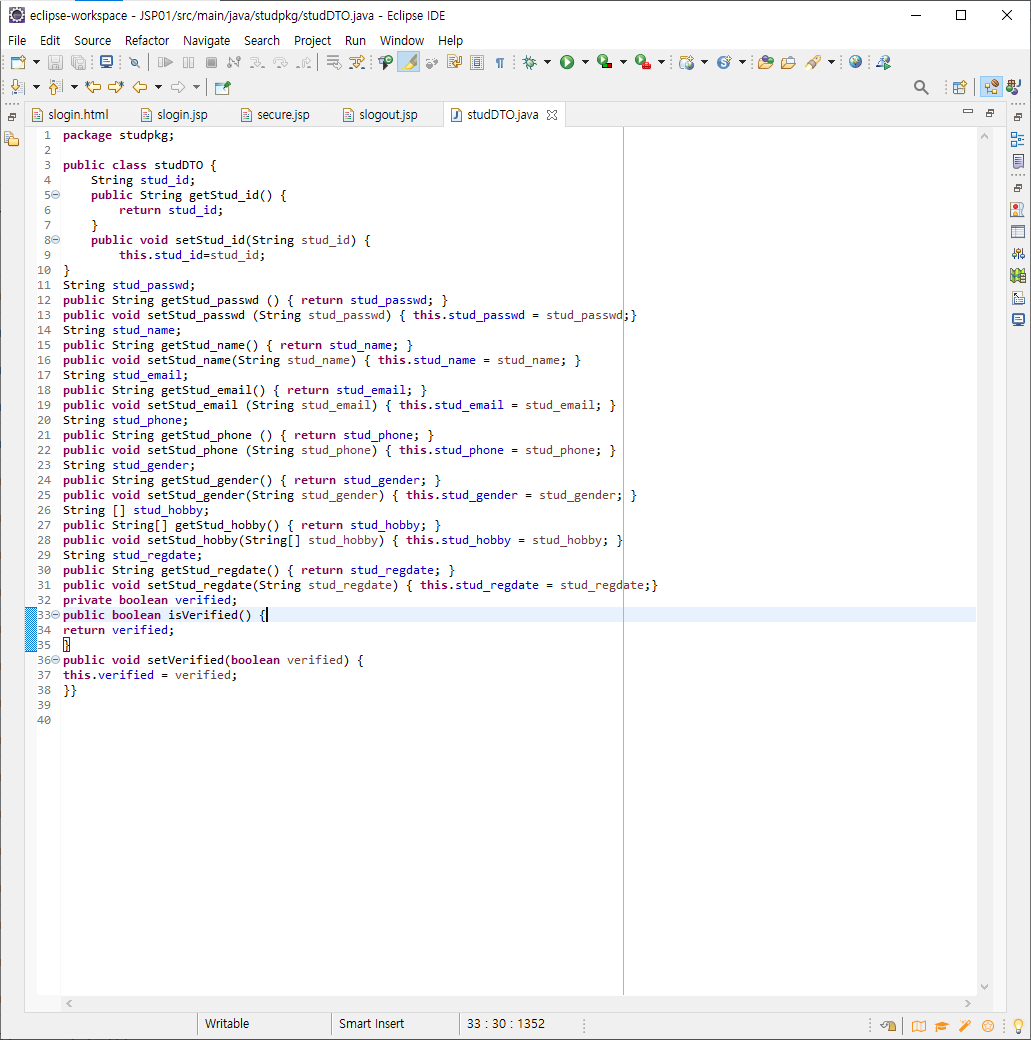 eclipse-workspace - JSP01/src/main/java/studpkg/studDTO.java - Eclipse IDE
File Edit Source Refactor Navigate Search Project Run Window Help
slogin.html slogin.jsp secure.jsp slogout.jsp studDTO.java
1 package studpkg;
2
3 public class studDTO {
4 String stud_id;
5 public String getStud_id() {
6 return stud_id;
7 }
8 public void setStud_id(String stud_id) {
9 this.stud_id=stud_id;
10 }
11 String stud_passwd;
12 public String getStud_passwd () { return stud_passwd; }
13 public void setStud_passwd (String stud_passwd) { this.stud_passwd = stud_passwd;}
14 String stud_name;
15 public String getStud_name() { return stud_name; }
16 public void setStud_name(String stud_name) { this.stud_name = stud_name; }
17 String stud_email;
18 public String getStud_email() { return stud_email; }
19 public void setStud_email (String stud_email) { this.stud_email = stud_email; }
20 String stud_phone;
21 public String getStud_phone () { return stud_phone; }
22 public void setStud_phone (String stud_phone) { this.stud_phone = stud_phone; }
23 String stud_gender;
24 public String getStud_gender() { return stud_gender; }
25 public void setStud_gender(String stud_gender) { this.stud_gender = stud_gender; }
26 String [] stud_hobby;
27 public String[] getStud_hobby() { return stud_hobby; }
28 public void setStud_hobby(String[] stud_hobby) { this.stud_hobby = stud_hobby; }
29 String stud_regdate;
30 public String getStud_regdate() { return stud_regdate; }
31 public void setStud_regdate(String stud_regdate) { this.stud_regdate = stud_regdate;}
32 private boolean verified;
33 public boolean isVerified() {
34 return verified;
35 }
36 public void setVerified(boolean verified) {
37 this.verified = verified;
38 }}
39
40
Writable Smart Insert 33 : 30 : 1352